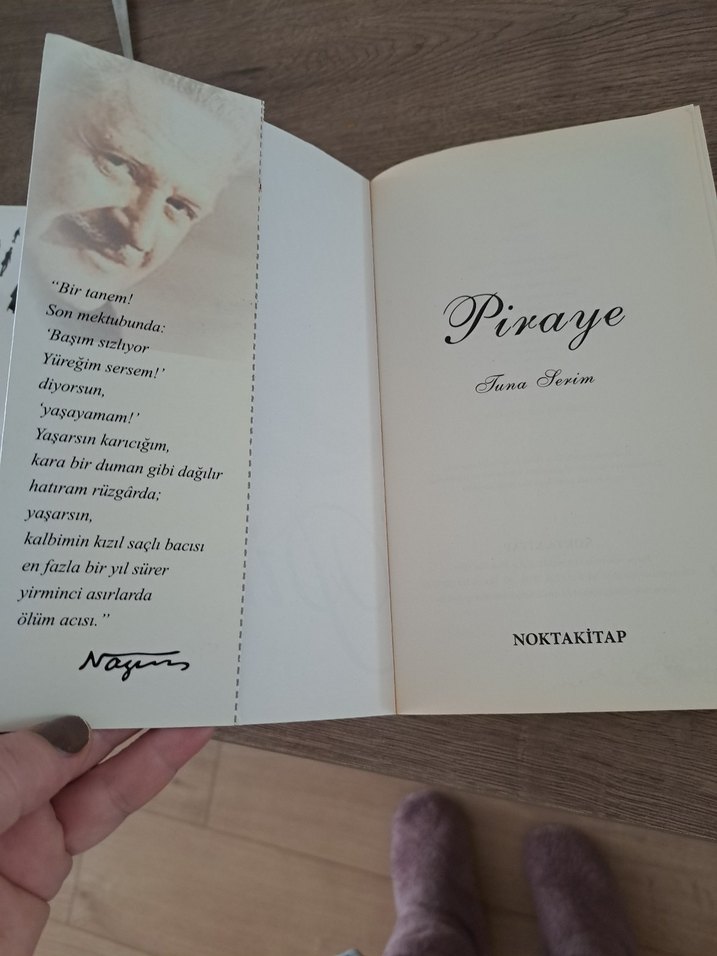 “Bir tanem!
Son mektubunda:
‘Başım sızlıyor
Yüreğim sersem!’
diyorsun,
‘yaşayamam!’
Yaşarsın karıcığım,
kara bir duman gibi dağılır
hatıram rüzgârda;
yaşarsın,
kalbimin kızıl saçlı bacısı
en fazla bir yıl sürer
yirminci asırlarda
ölüm acısı.”
Nazım
Piraye
Tuna Serim
NOKTAKİTAP